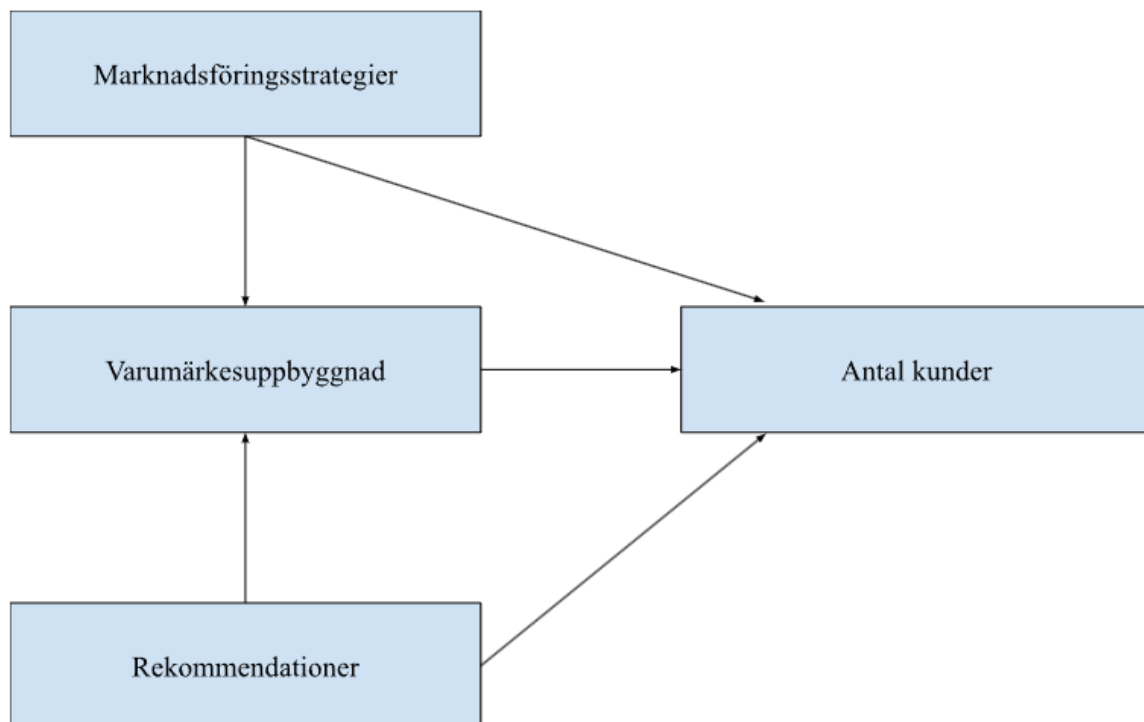 Marknadsföringsstrategier
Varumärkesuppbyggnad
Antal kunder
Rekommendationer